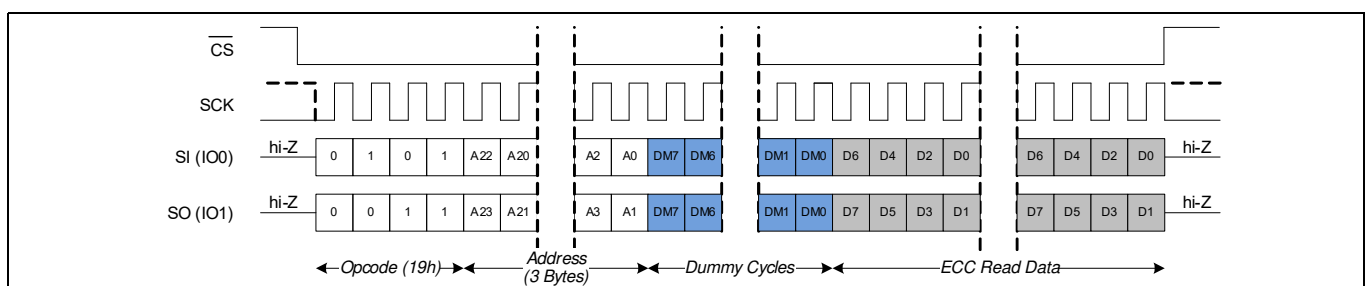 CS
SCK
SI (IO0) hi-Z 0 1 0 1 A22 A20 A2 A0 DM7 DM6 DM1 DM0 D6 D4 D2 D0 D6 D4 D2 D0 hi-Z
SO (IO1) hi-Z 0 0 1 1 A23 A21 A3 A1 DM7 DM6 DM1 DM0 D7 D5 D3 D1 D7 D5 D3 D1 hi-Z
Opcode (19h) Address Dummy Cycles ECC Read Data
(3 Bytes)